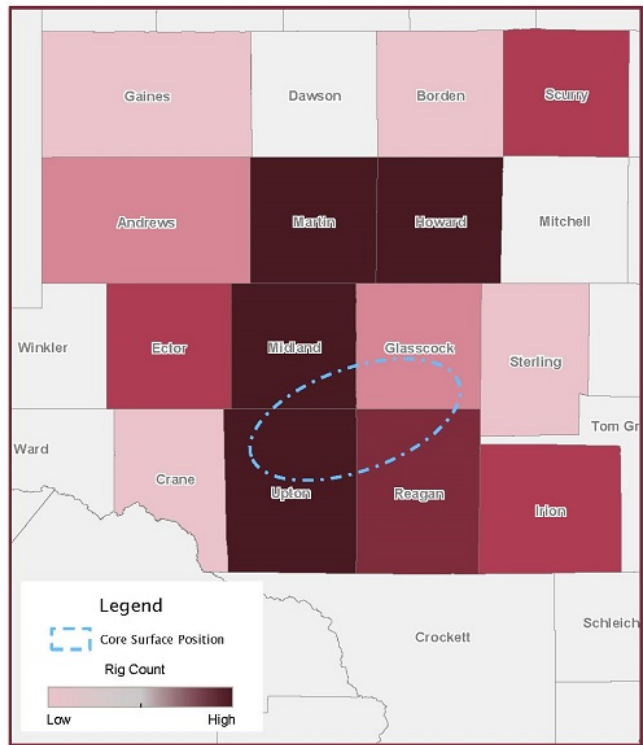 Gaines
Dawson
Borden
Scurry
Andrews
Martin
Howard
Mitchell
Winkler
Ector
Midland
Glasscock
Sterling
Tom Gr
Ward
Crane
Upton
Reagan
Irion
Legend
Core Surface Position
Rig Count
Low High
Crockett
Schleich